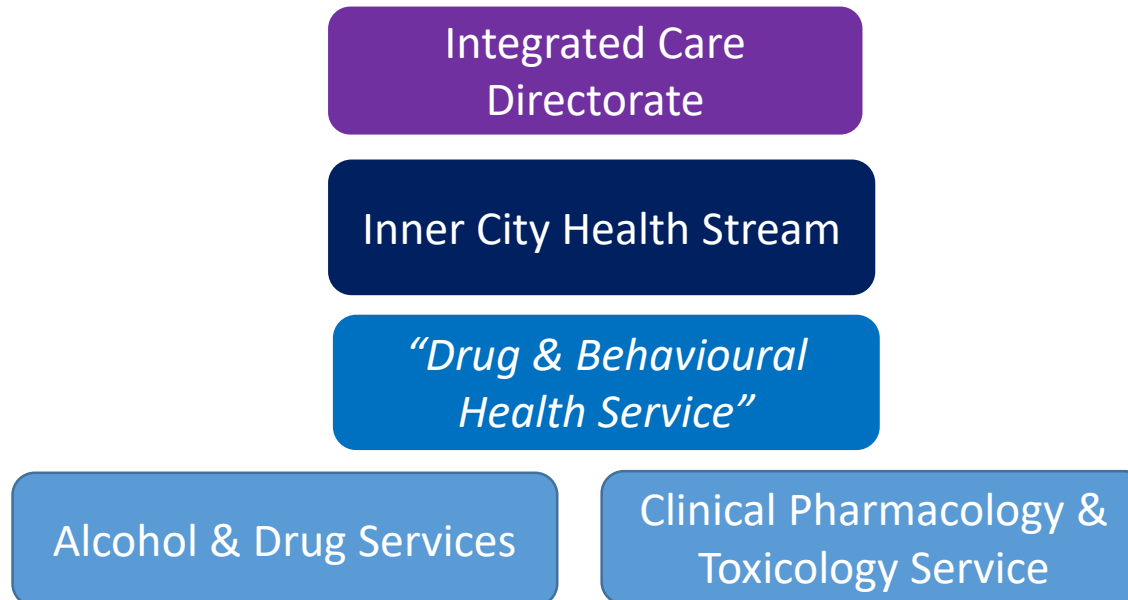 Integrated Care
Directorate
Inner City Health Stream
“Drug & Behavioural
Health Service”
Alcohol & Drug Services
Clinical Pharmacology &
Toxicology Service